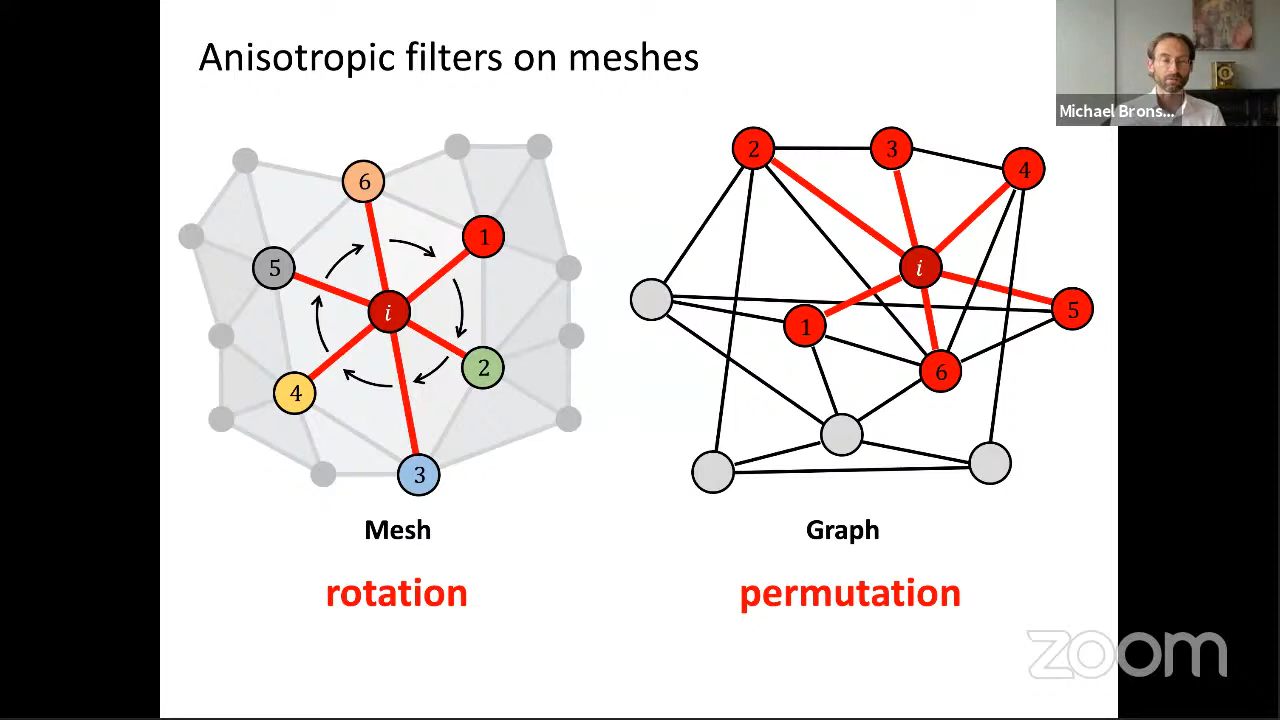 Anisotropic filters on meshes
Michael Brons...
6
1
5
i
2
4
3
2
3
4
i
5
1
6
Mesh
Graph
rotation
permutation
zoom